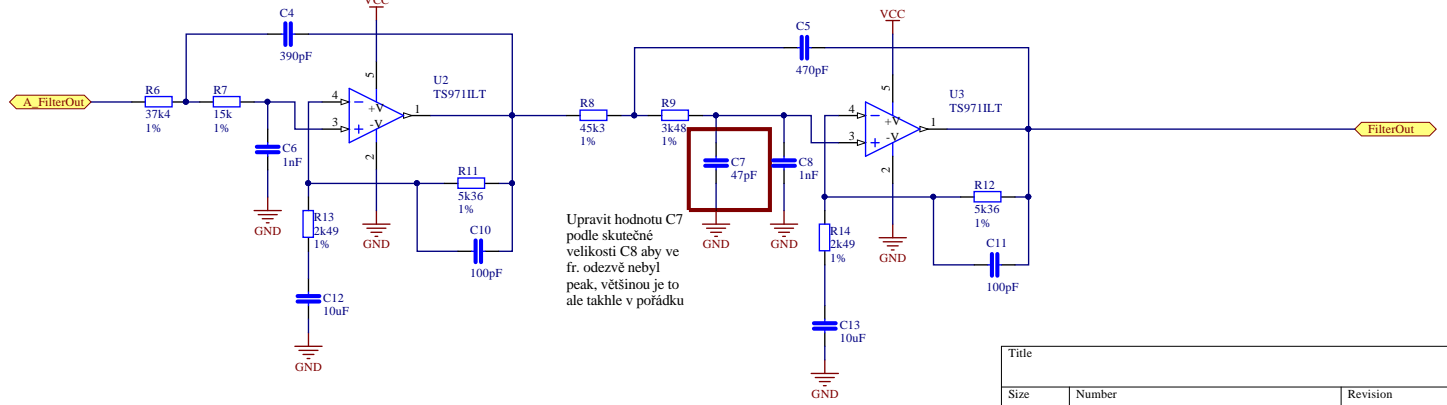 VCC
C4
390pF
A_FilterOut
R6
37k4
1%
R7
15k
1%
C6
1nF
GND
5
4
3
+V
-V
1
2
U2
TS971ILT
GND
R11
5k36
1%
C10
100pF
R13
2k49
1%
C12
10uF
GND
R8
45k3
1%
C5
470pF
R9
3k48
1%
C7
47pF
GND
C8
1nF
GND
Upravit hodnotu C7
podle skutečné
velikosti C8 aby ve
fr. odezvě nebyl
peak, většinou je to
ale takhle v pořádku
VCC
5
4
3
+V
-V
1
2
U3
TS971ILT
GND
R12
5k36
1%
C11
100pF
R14
2k49
1%
C13
10uF
GND
FilterOut
Title
Size
Number
Revision